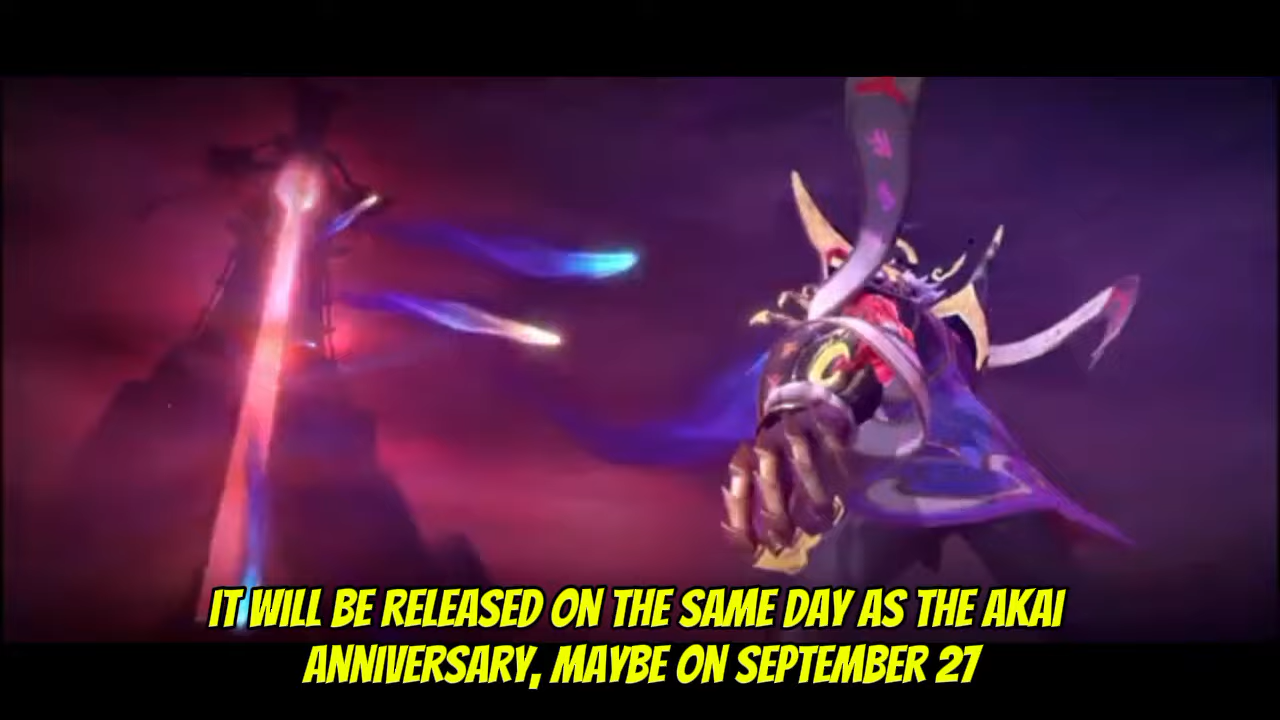 IT WILL BE RELEASED ON THE SAME DAY AS THE AKAI
ANNIVERSARY, MAYBE ON SEPTEMBER 27